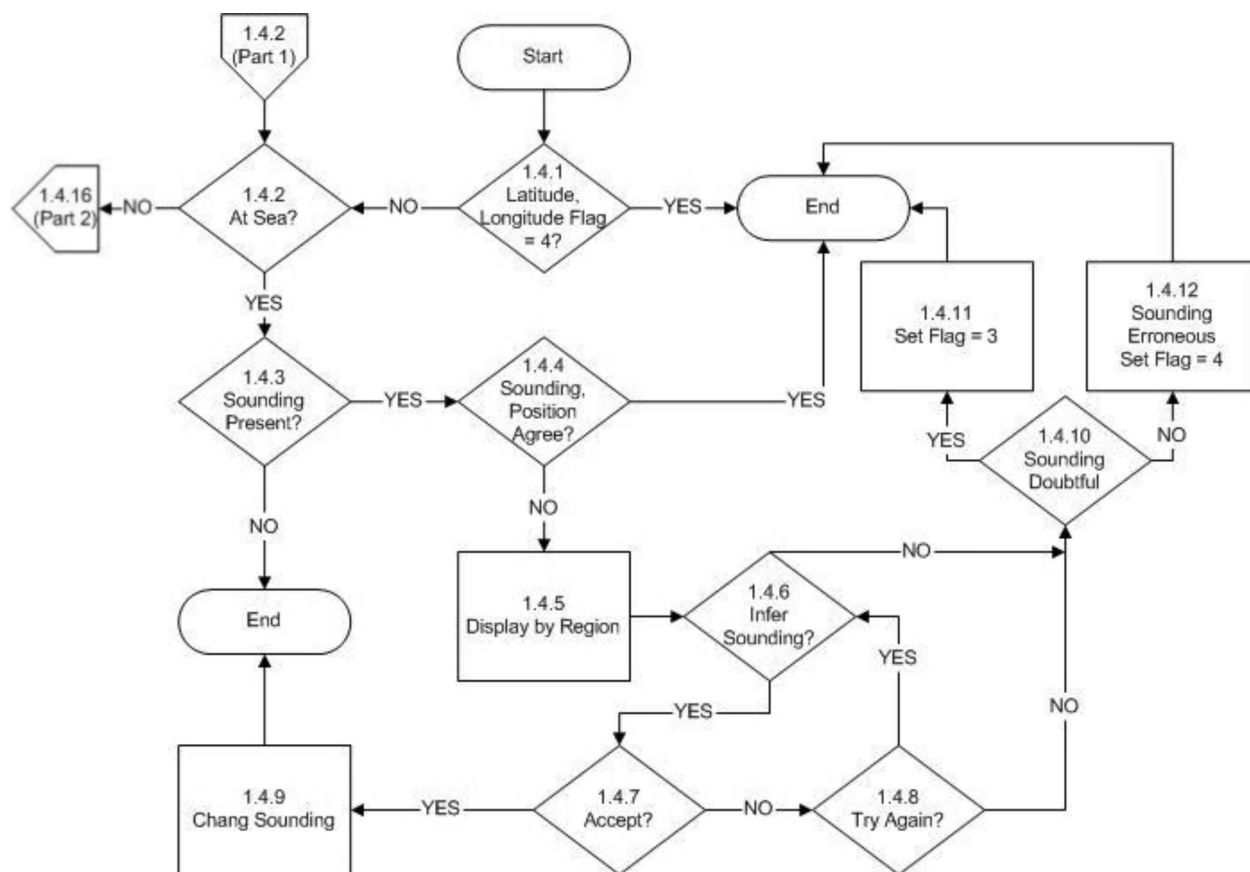 1.4.2
(Part 1)
Start
1.4.16
(Part 2)
NO
1.4.2
At Sea?
NO
1.4.1
Latitude,
Longitude Flag
= 4?
YES
End
YES
1.4.11
Set Flag = 3
1.4.12
Sounding
Erroneous
Set Flag = 4
1.4.3
Sounding
Present?
YES
1.4.4
Sounding,
Position
Agree?
YES
YES
1.4.10
Sounding
Doubtful
NO
NO
NO
NO
End
1.4.5
Display by Region
1.4.6
Infer
Sounding?
YES
YES
NO
1.4.9
Chang Sounding
YES
1.4.7
Accept?
NO
1.4.8
Try Again?